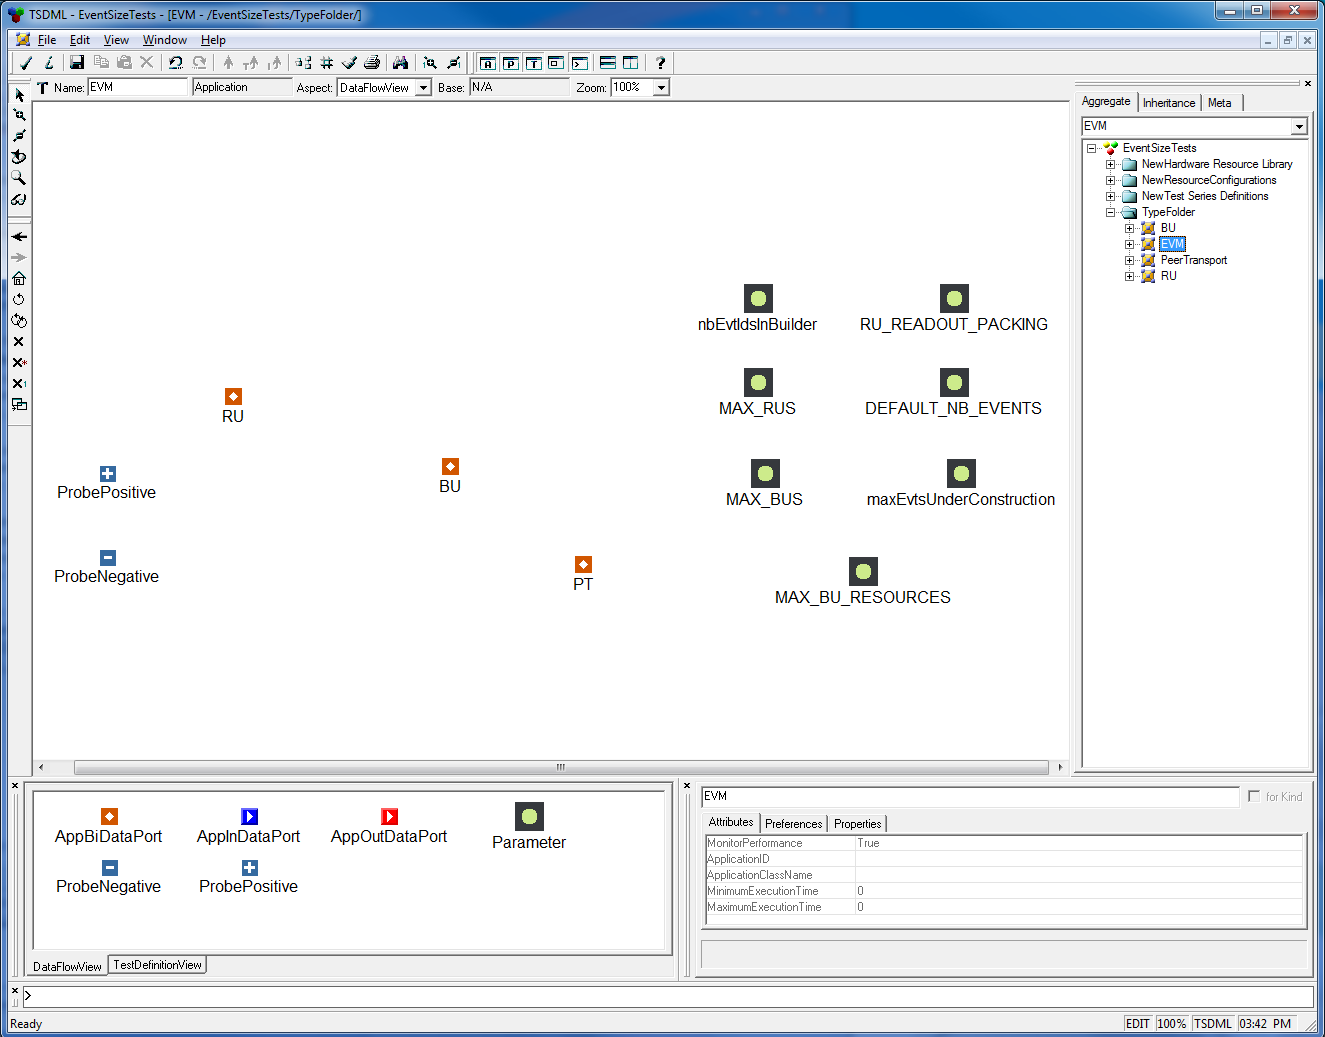 TSDML - EventSizeTests - [EVM - /EventSizeTests/TypeFolder/]
File Edit View Window Help
Name: EVM Application Aspect: DataFlowView Base: N/A Zoom: 100%
Aggregate Inheritance Meta
EVM
EventSizeTests
NewHardware Resource Library
NewResourceConfigurations
NewTest Series Definitions
TypeFolder
BU
EVM
PeerTransport
RU
nbEvtIdsInBuilder RU_READOUT_PACKING
MAX_RUS DEFAULT_NB_EVENTS
RU
ProbePositive
BU
MAX_BUS maxEvtsUnderConstruction
ProbeNegative
PT
MAX_BU_RESOURCES
AppBiDataPort AppInDataPort AppOutDataPort Parameter
ProbeNegative ProbePositive
DataFlowView TestDefinitionView
EVM for Kind
Attributes Preferences Properties
MonitorPerformance True
ApplicationID
ApplicationClassName
MinimumExecutionTime 0
MaximumExecutionTime 0
>
Ready EDIT 100% TSDML 03:42 PM